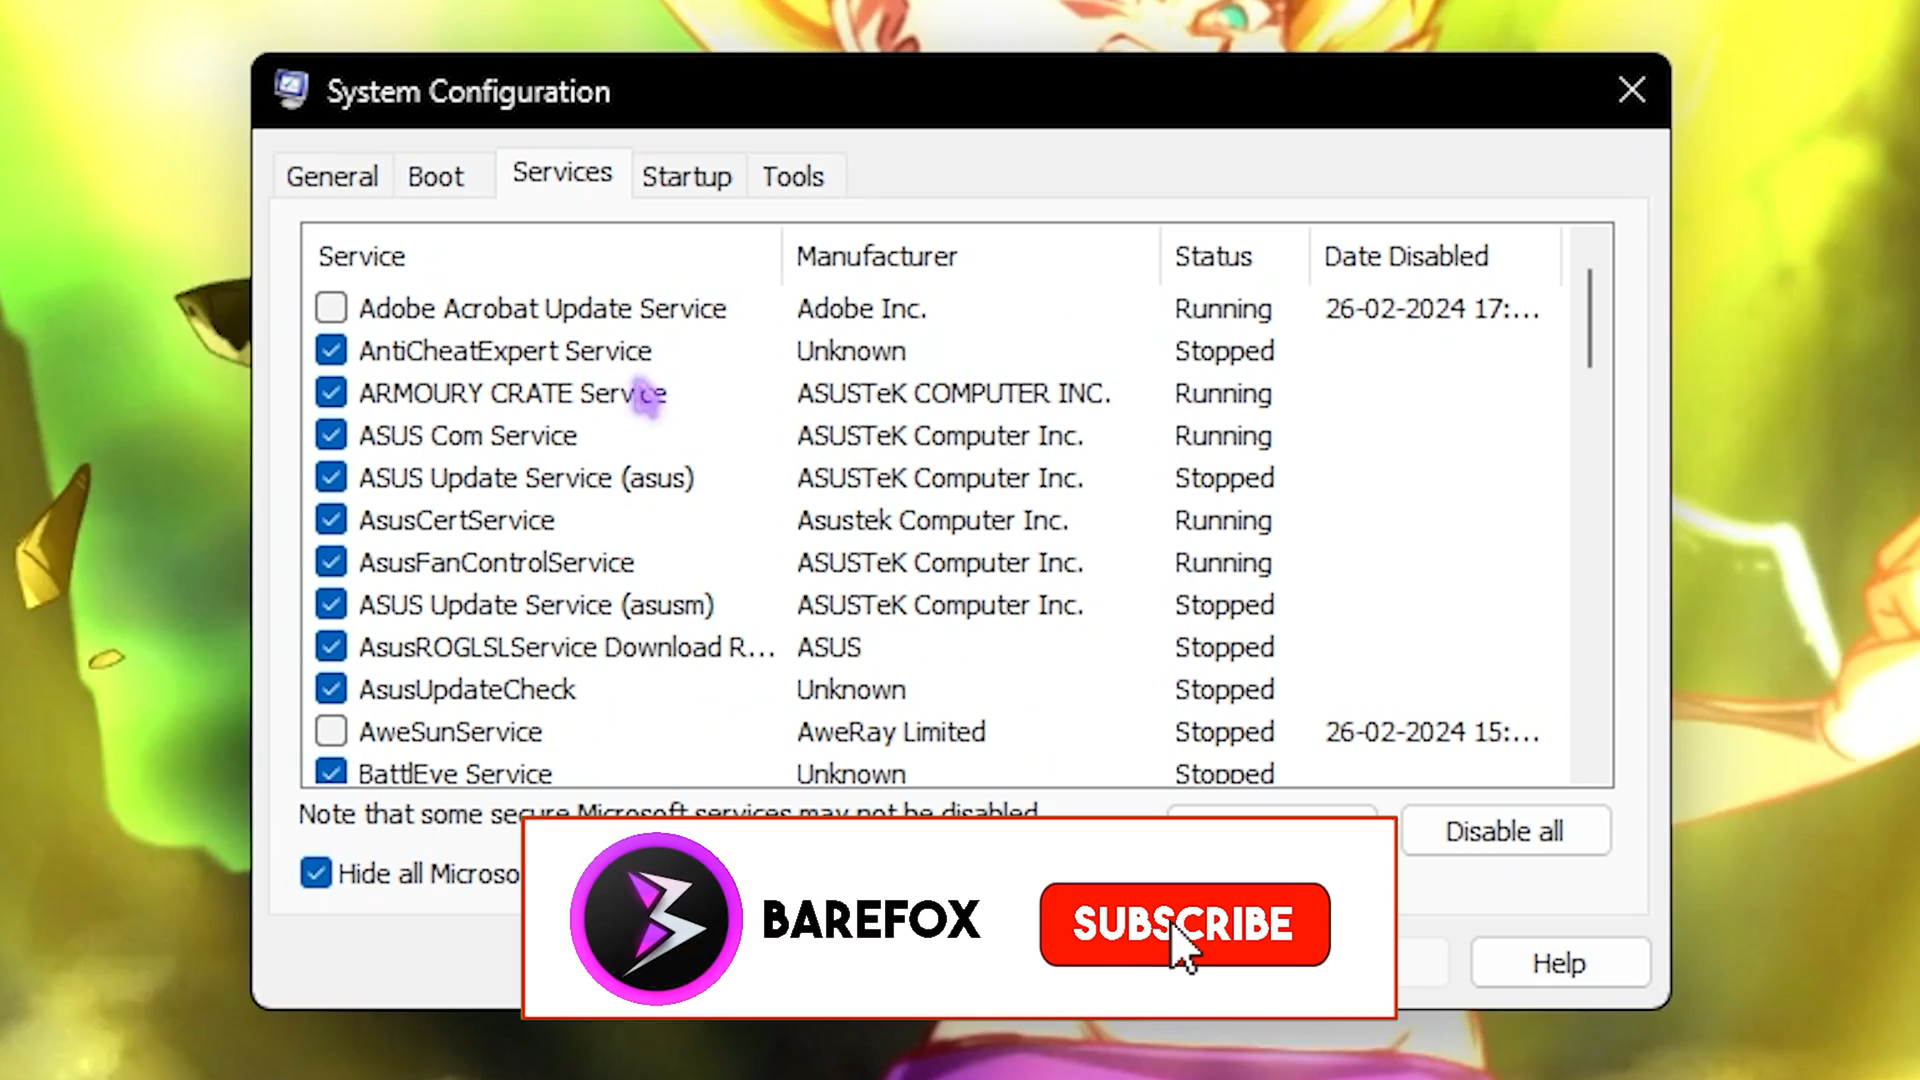 System Configuration
General Boot Services Startup Tools
Service Manufacturer Status Date Disabled
Adobe Acrobat Update Service Adobe Inc. Running 26-02-2024 17:...
AntiCheatExpert Service Unknown Stopped
ARMOURY CRATE Service ASUSTeK COMPUTER INC. Running
ASUS Com Service ASUSTeK Computer Inc. Running
ASUS Update Service (asus) ASUSTeK Computer Inc. Stopped
AsusCertService Asustek Computer Inc. Running
AsusFanControlService ASUSTeK Computer Inc. Running
ASUS Update Service (asusm) ASUSTeK Computer Inc. Stopped
AsusROGLSLService Download R... ASUS Stopped
AsusUpdateCheck Unknown Stopped
AweSunService AweRay Limited Stopped 26-02-2024 15:...
BattlEye Service Unknown Stopped
Note that some secure Microsoft services may not be disabled
Disable all
Hide all Microso
BAREFOX SUBSCRIBE
Help